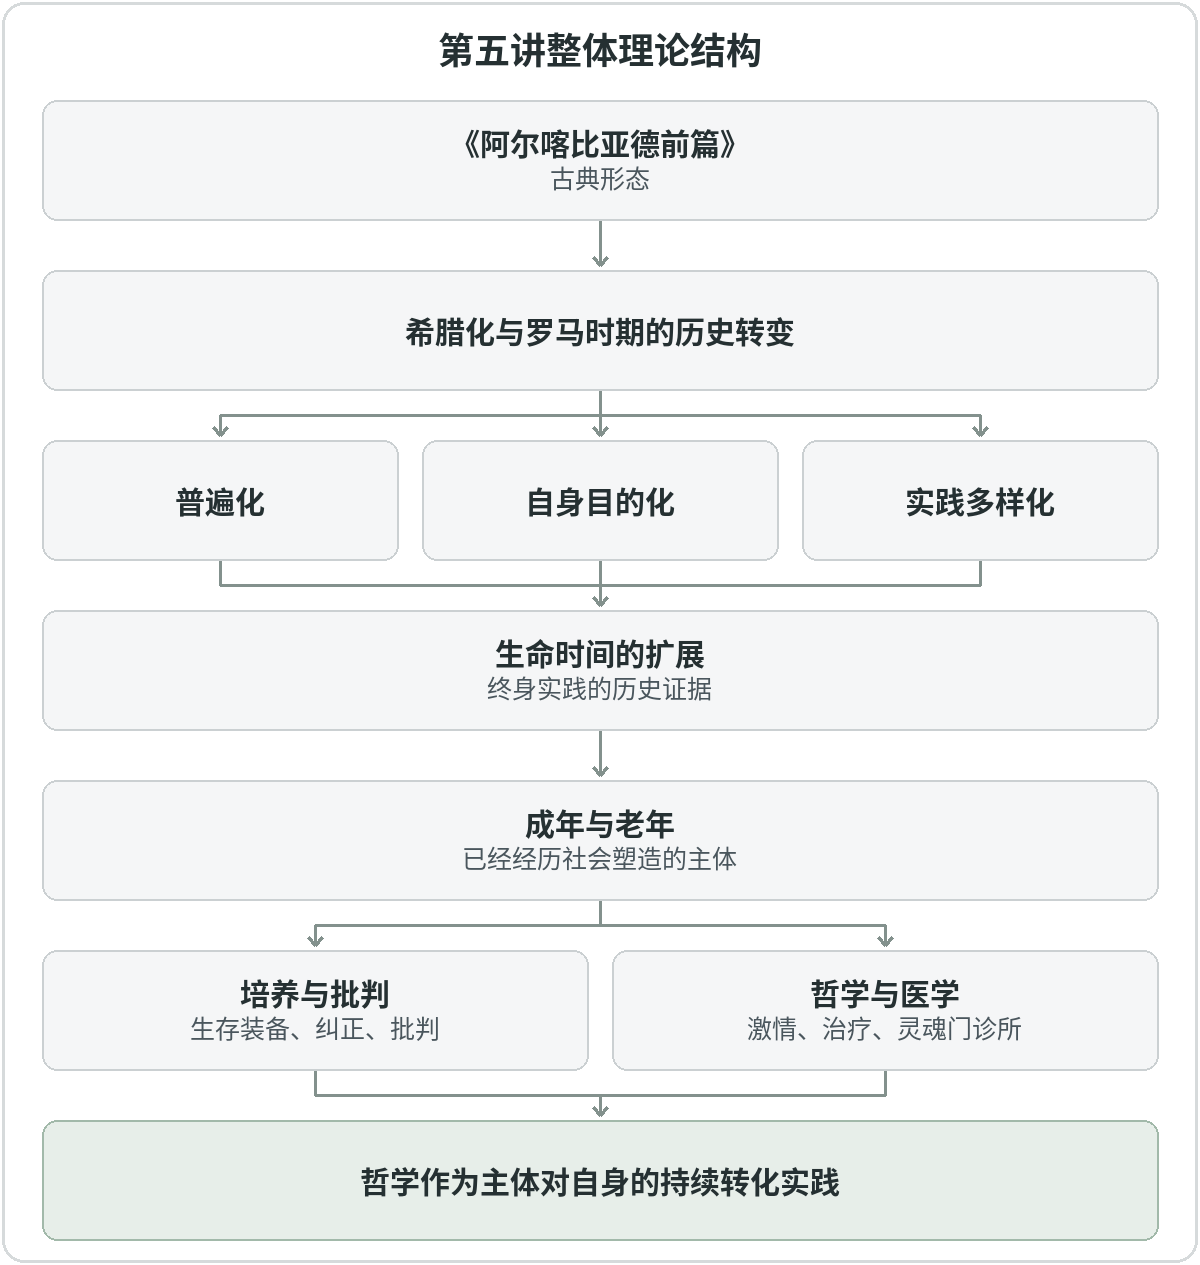 第五讲整体理论结构
《阿尔喀比亚德前篇》
古典形态
希腊化与罗马时期的历史转变
普遍化
自身目的化
实践多样化
生命时间的扩展
终身实践的历史证据
成年与老年
已经经历社会塑造的主体
培养与批判
生存装备、纠正、批判
哲学与医学
激情、治疗、灵魂门诊所
哲学作为主体对自身的持续转化实践